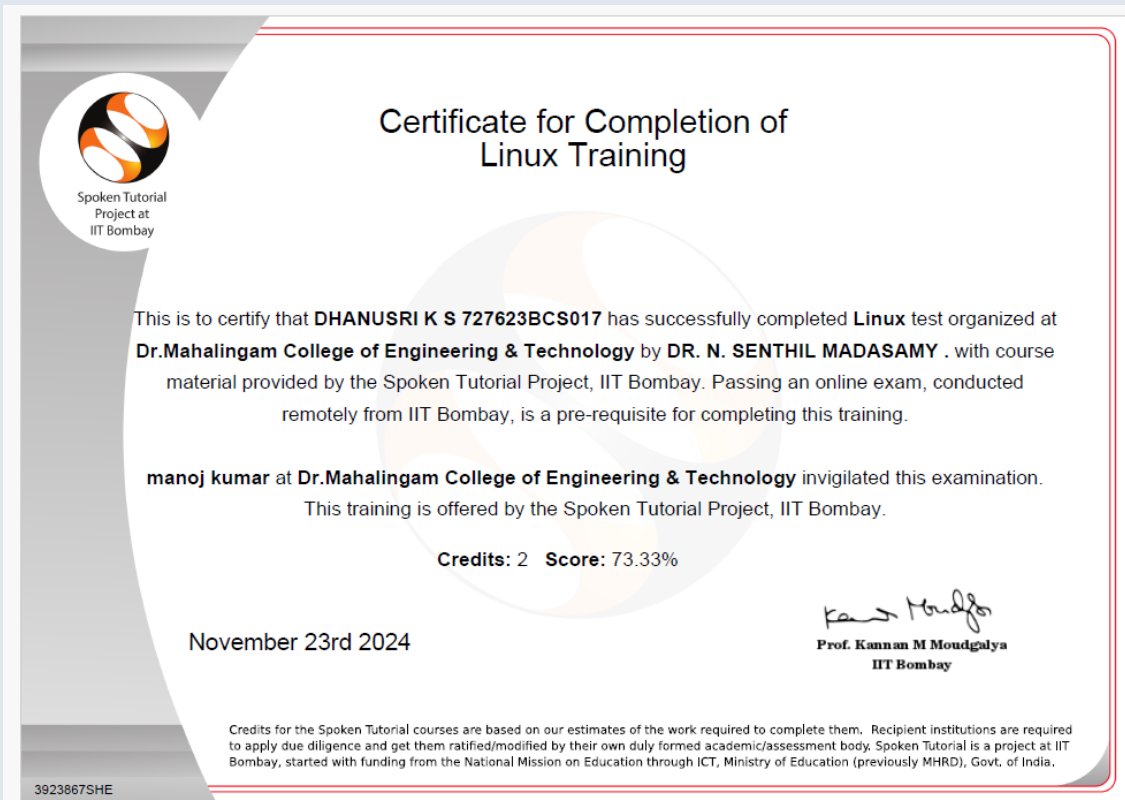 Spoken Tutorial
Project at
IIT Bombay
Certificate for Completion of
Linux Training
This is to certify that DHANUSRI K S 727623BCS017 has successfully completed Linux test organized at
Dr.Mahalingam College of Engineering & Technology by DR. N. SENTHIL MADASAMY . with course
material provided by the Spoken Tutorial Project, IIT Bombay. Passing an online exam, conducted
remotely from IIT Bombay, is a pre-requisite for completing this training.
manoj kumar at Dr.Mahalingam College of Engineering & Technology invigilated this examination.
This training is offered by the Spoken Tutorial Project, IIT Bombay.
Credits: 2 Score: 73.33%
November 23rd 2024
Prof. Kannan M Moudgalya
IIT Bombay
Credits for the Spoken Tutorial courses are based on our estimates of the work required to complete them. Recipient institutions are required
to apply due diligence and get them ratified/modified by their own duly formed academic/assessment body. Spoken Tutorial is a project at IIT
Bombay, started with funding from the National Mission on Education through ICT, Ministry of Education (previously MHRD), Govt. of India.
3923867SHE